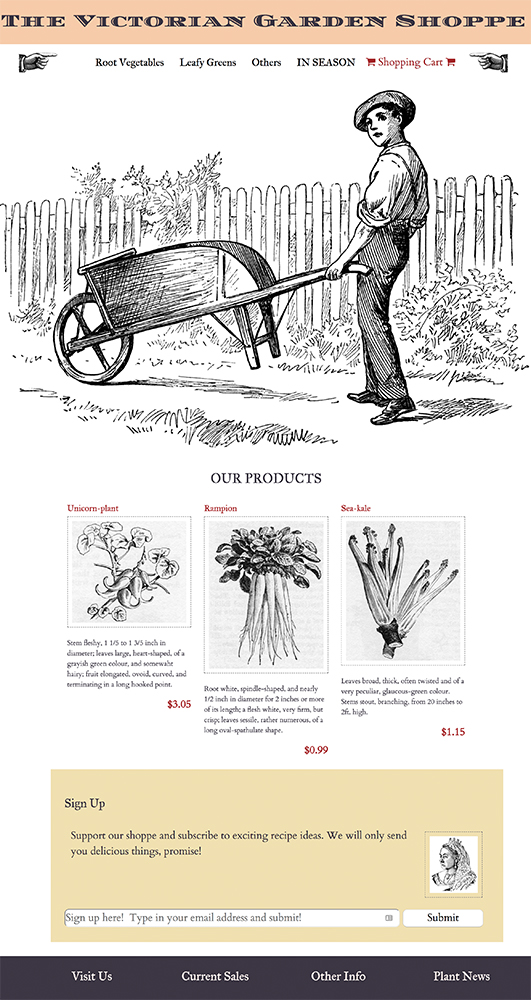 THE VICTORIAN GARDEN SHOPPE
Root Vegetables Leafy Greens Others IN SEASON Shopping Cart
OUR PRODUCTS
Unicorn-plant
Stem fleshy, 1 1/5 to 1 3/5 inch in
diameter; leaves large, heart-shaped, of a
grayish green colour, and somewaht
hairy; fruit elongated, ovoid, curved, and
terminating in a long hooked point.
$3.05
Rampion
Root white, spindle-shaped, and nearly
1/2 inch in diameter for 2 inches or more
of its length; a flesh white, very firm, but
crisp; leaves sessile, rather numerous, of a
long oval-spathulate shape.
$0.99
Sea-kale
Leaves broad, thick, often twisted and of a
very peculiar, glaucous-green colour.
Stems stout, branching, from 20 inches to
2ft. high.
$1.15
Sign Up
Support our shoppe and subscribe to exciting recipe ideas. We will only send
you delicious things, promise!
Sign up here! Type in your email address and submit!
Submit
Visit Us Current Sales Other Info Plant News